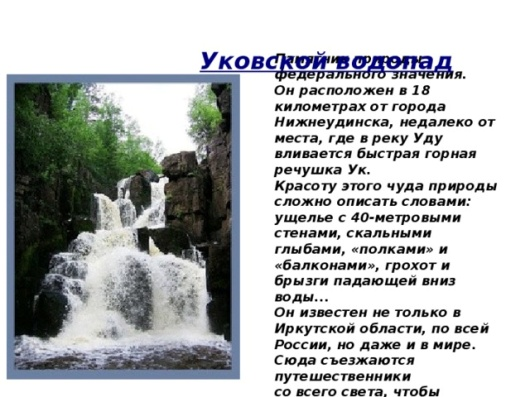 Уковской водопад
Памятник природы
федерального значения.
Он расположен в 18
километрах от города
Нижнеудинска, недалеко от
места, где в реку Уду
вливается быстрая горная
речушка Ук.
Красоту этого чуда природы
сложно описать словами:
ущелье с 40-метровыми
стенами, скальными
глыбами, «полками» и
«балконами», грохот и
брызги падающей вниз
воды...
Он известен не только в
Иркутской области, по всей
России, но даже и в мире.
Сюда съезжаются
путешественники
со всего света, чтобы